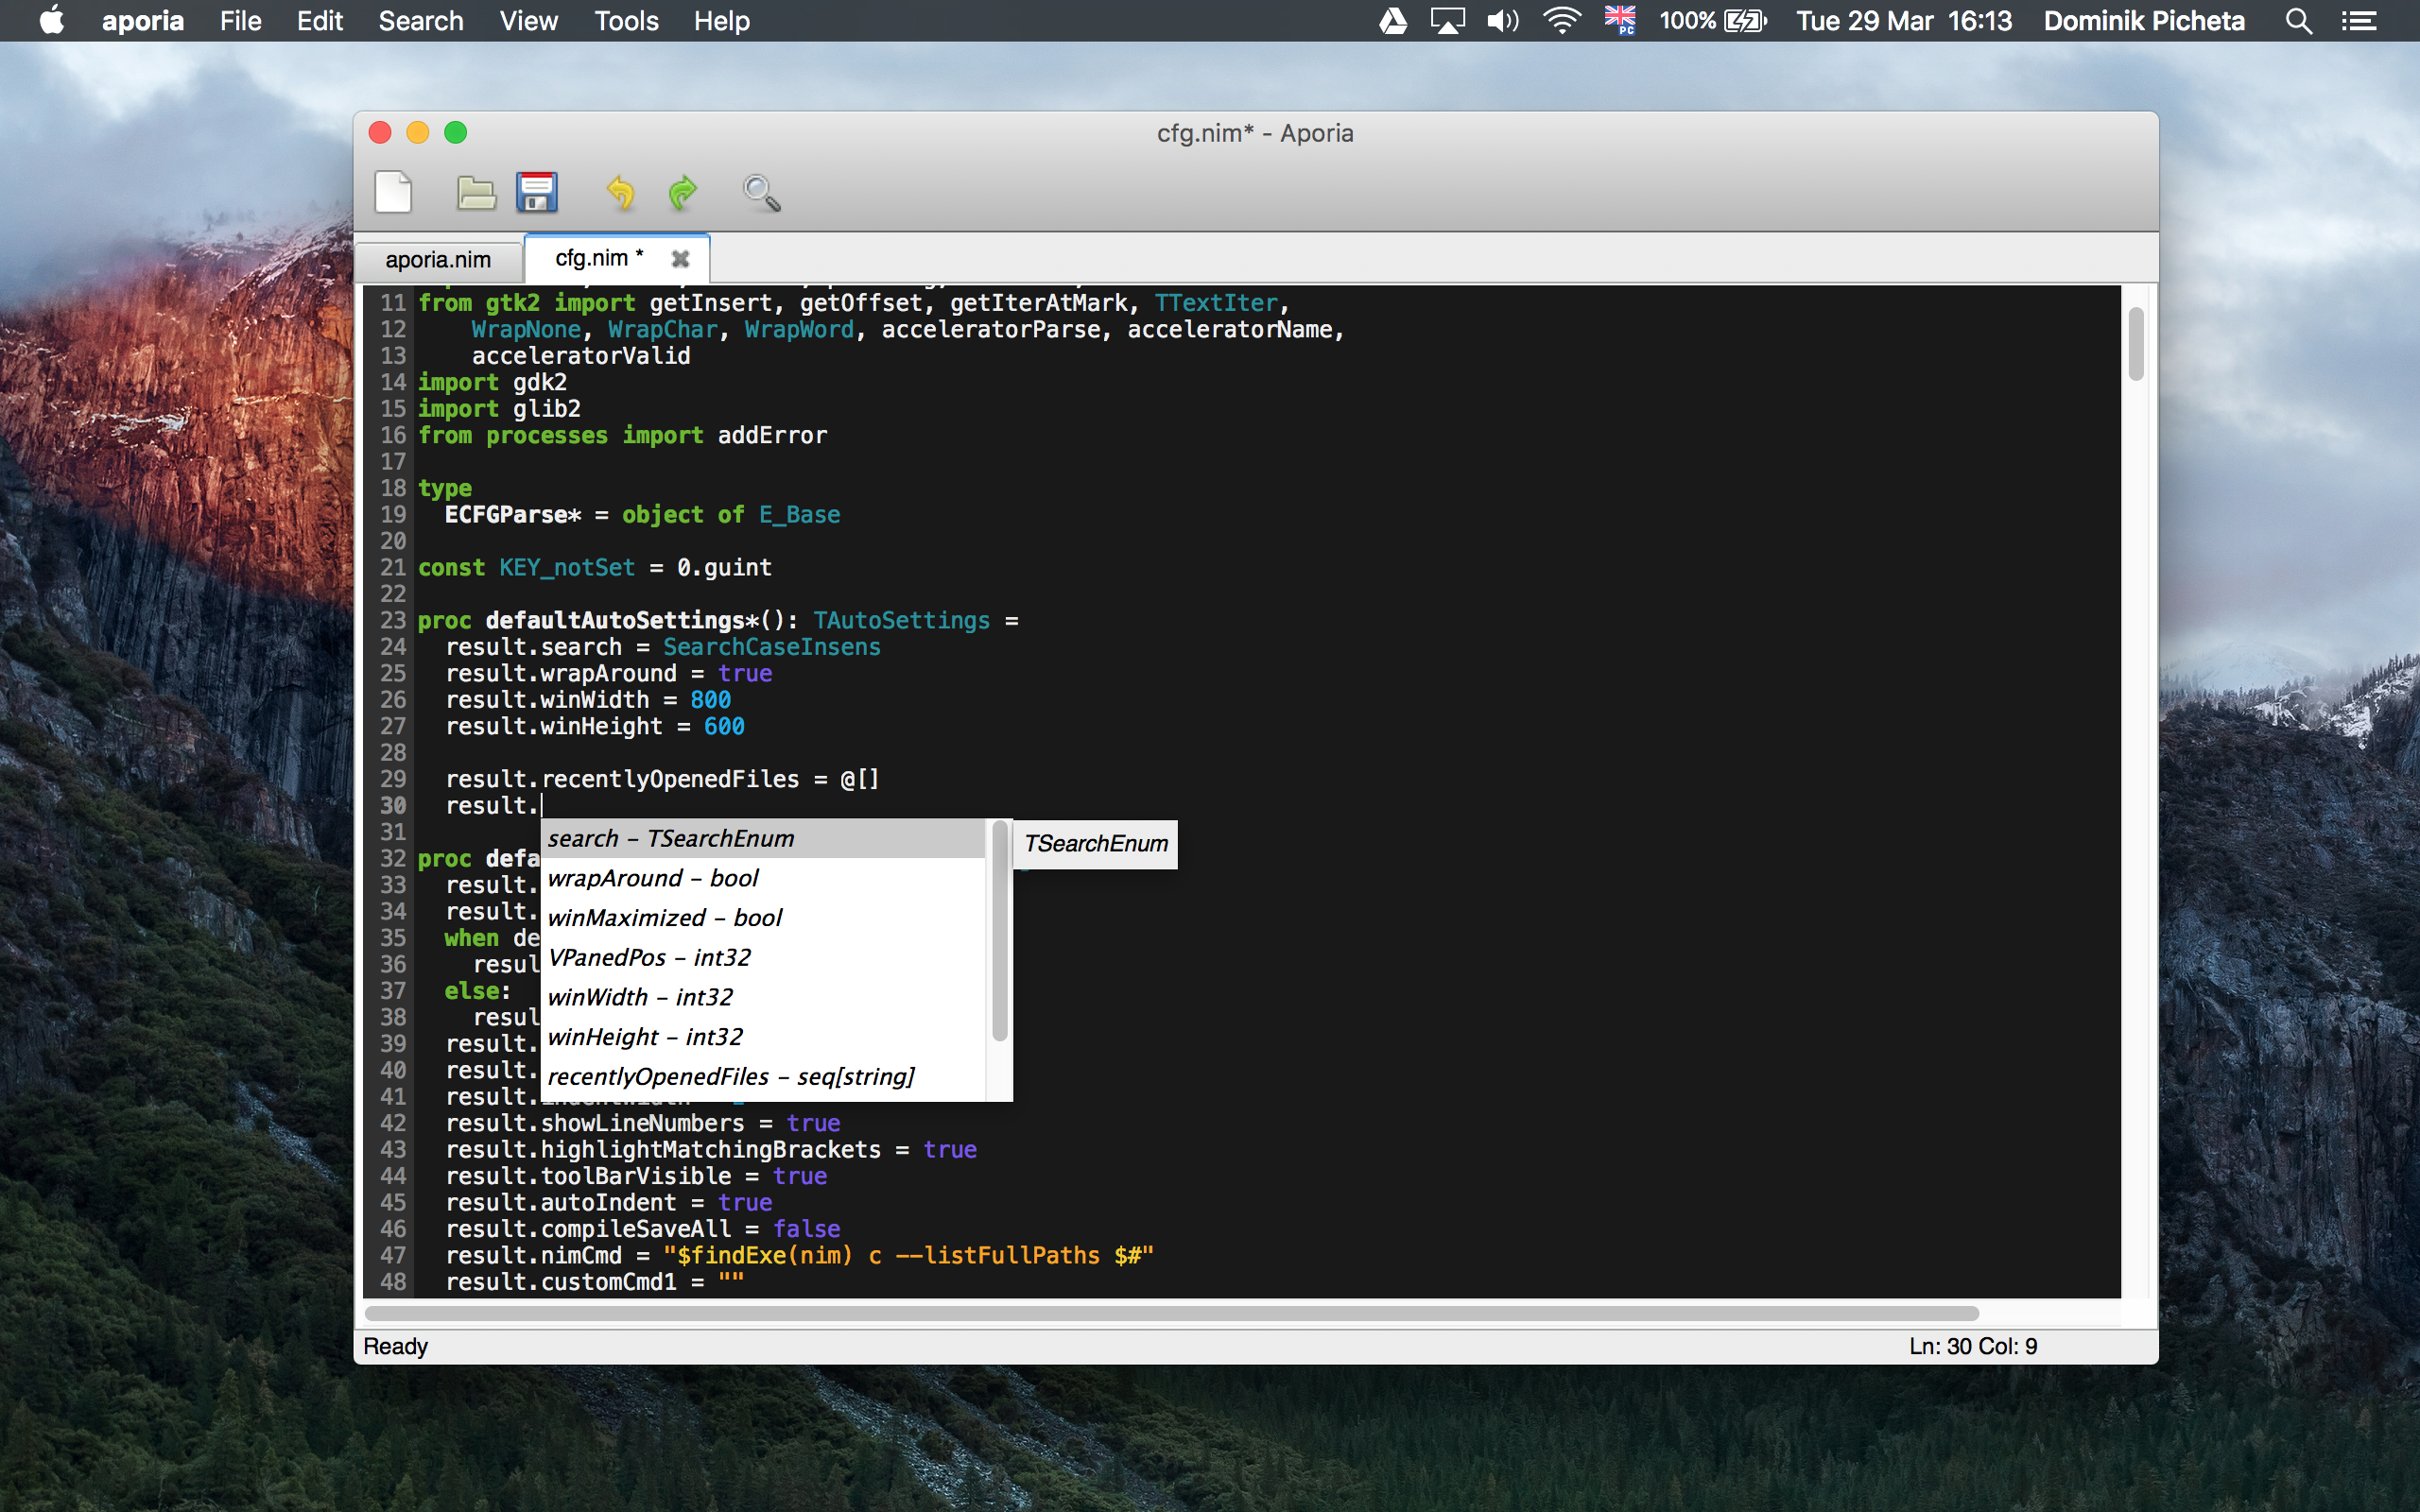 aporia File Edit Search View Tools Help PC 100% Tue 29 Mar 16:13 Dominik Picheta
cfg.nim* - Aporia
aporia.nim cfg.nim *
11 from gtk2 import getInsert, getOffset, getIterAtMark, TTextIter,
12 WrapNone, WrapChar, WrapWord, acceleratorParse, acceleratorName,
13 acceleratorValid
14 import gdk2
15 import glib2
16 from processes import addError
17
18 type
19 ECFGParse* = object of E_Base
20
21 const KEY_notSet = 0.guint
22
23 proc defaultAutoSettings*(): TAutoSettings =
24 result.search = SearchCaseInsens
25 result.wrapAround = true
26 result.winWidth = 800
27 result.winHeight = 600
28
29 result.recentlyOpenedFiles = @[]
30 result.
31
search – TSearchEnum
TSearchEnum
wrapAround – bool
winMaximized – bool
VPanedPos – int32
winWidth – int32
winHeight – int32
recentlyOpenedFiles – seq[string]
32 proc defa
33 result.
34 result.
35 when de
36 resul
37 else:
38 resul
39 result.
40 result.
41 result.
42 result.showLineNumbers = true
43 result.highlightMatchingBrackets = true
44 result.toolBarVisible = true
45 result.autoIndent = true
46 result.compileSaveAll = false
47 result.nimCmd = "$findExe(nim) c --listFullPaths $#"
48 result.customCmd1 = ""
Ready Ln: 30 Col: 9